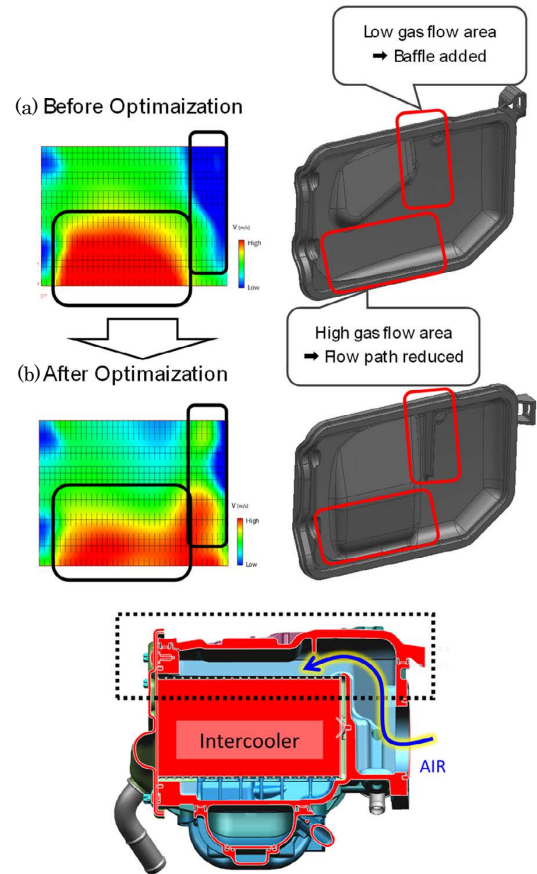 Low gas flow area
➡ Baffle added
(a) Before Optimaization
V (m/s)
High
Low
High gas flow area
➡ Flow path reduced
(b) After Optimaization
V (m/s)
High
Low
Intercooler
AIR